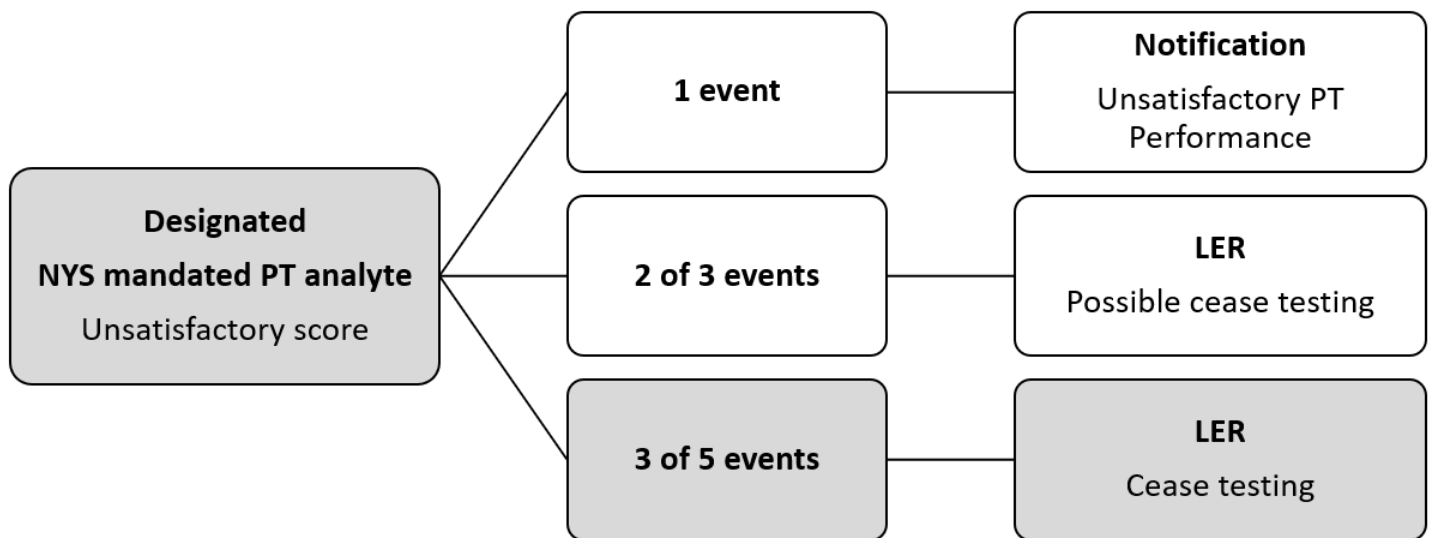 Designated
NYS mandated PT analyte
Unsatisfactory score
1 event
Notification
Unsatisfactory PT
Performance
2 of 3 events
LER
Possible cease testing
3 of 5 events
LER
Cease testing